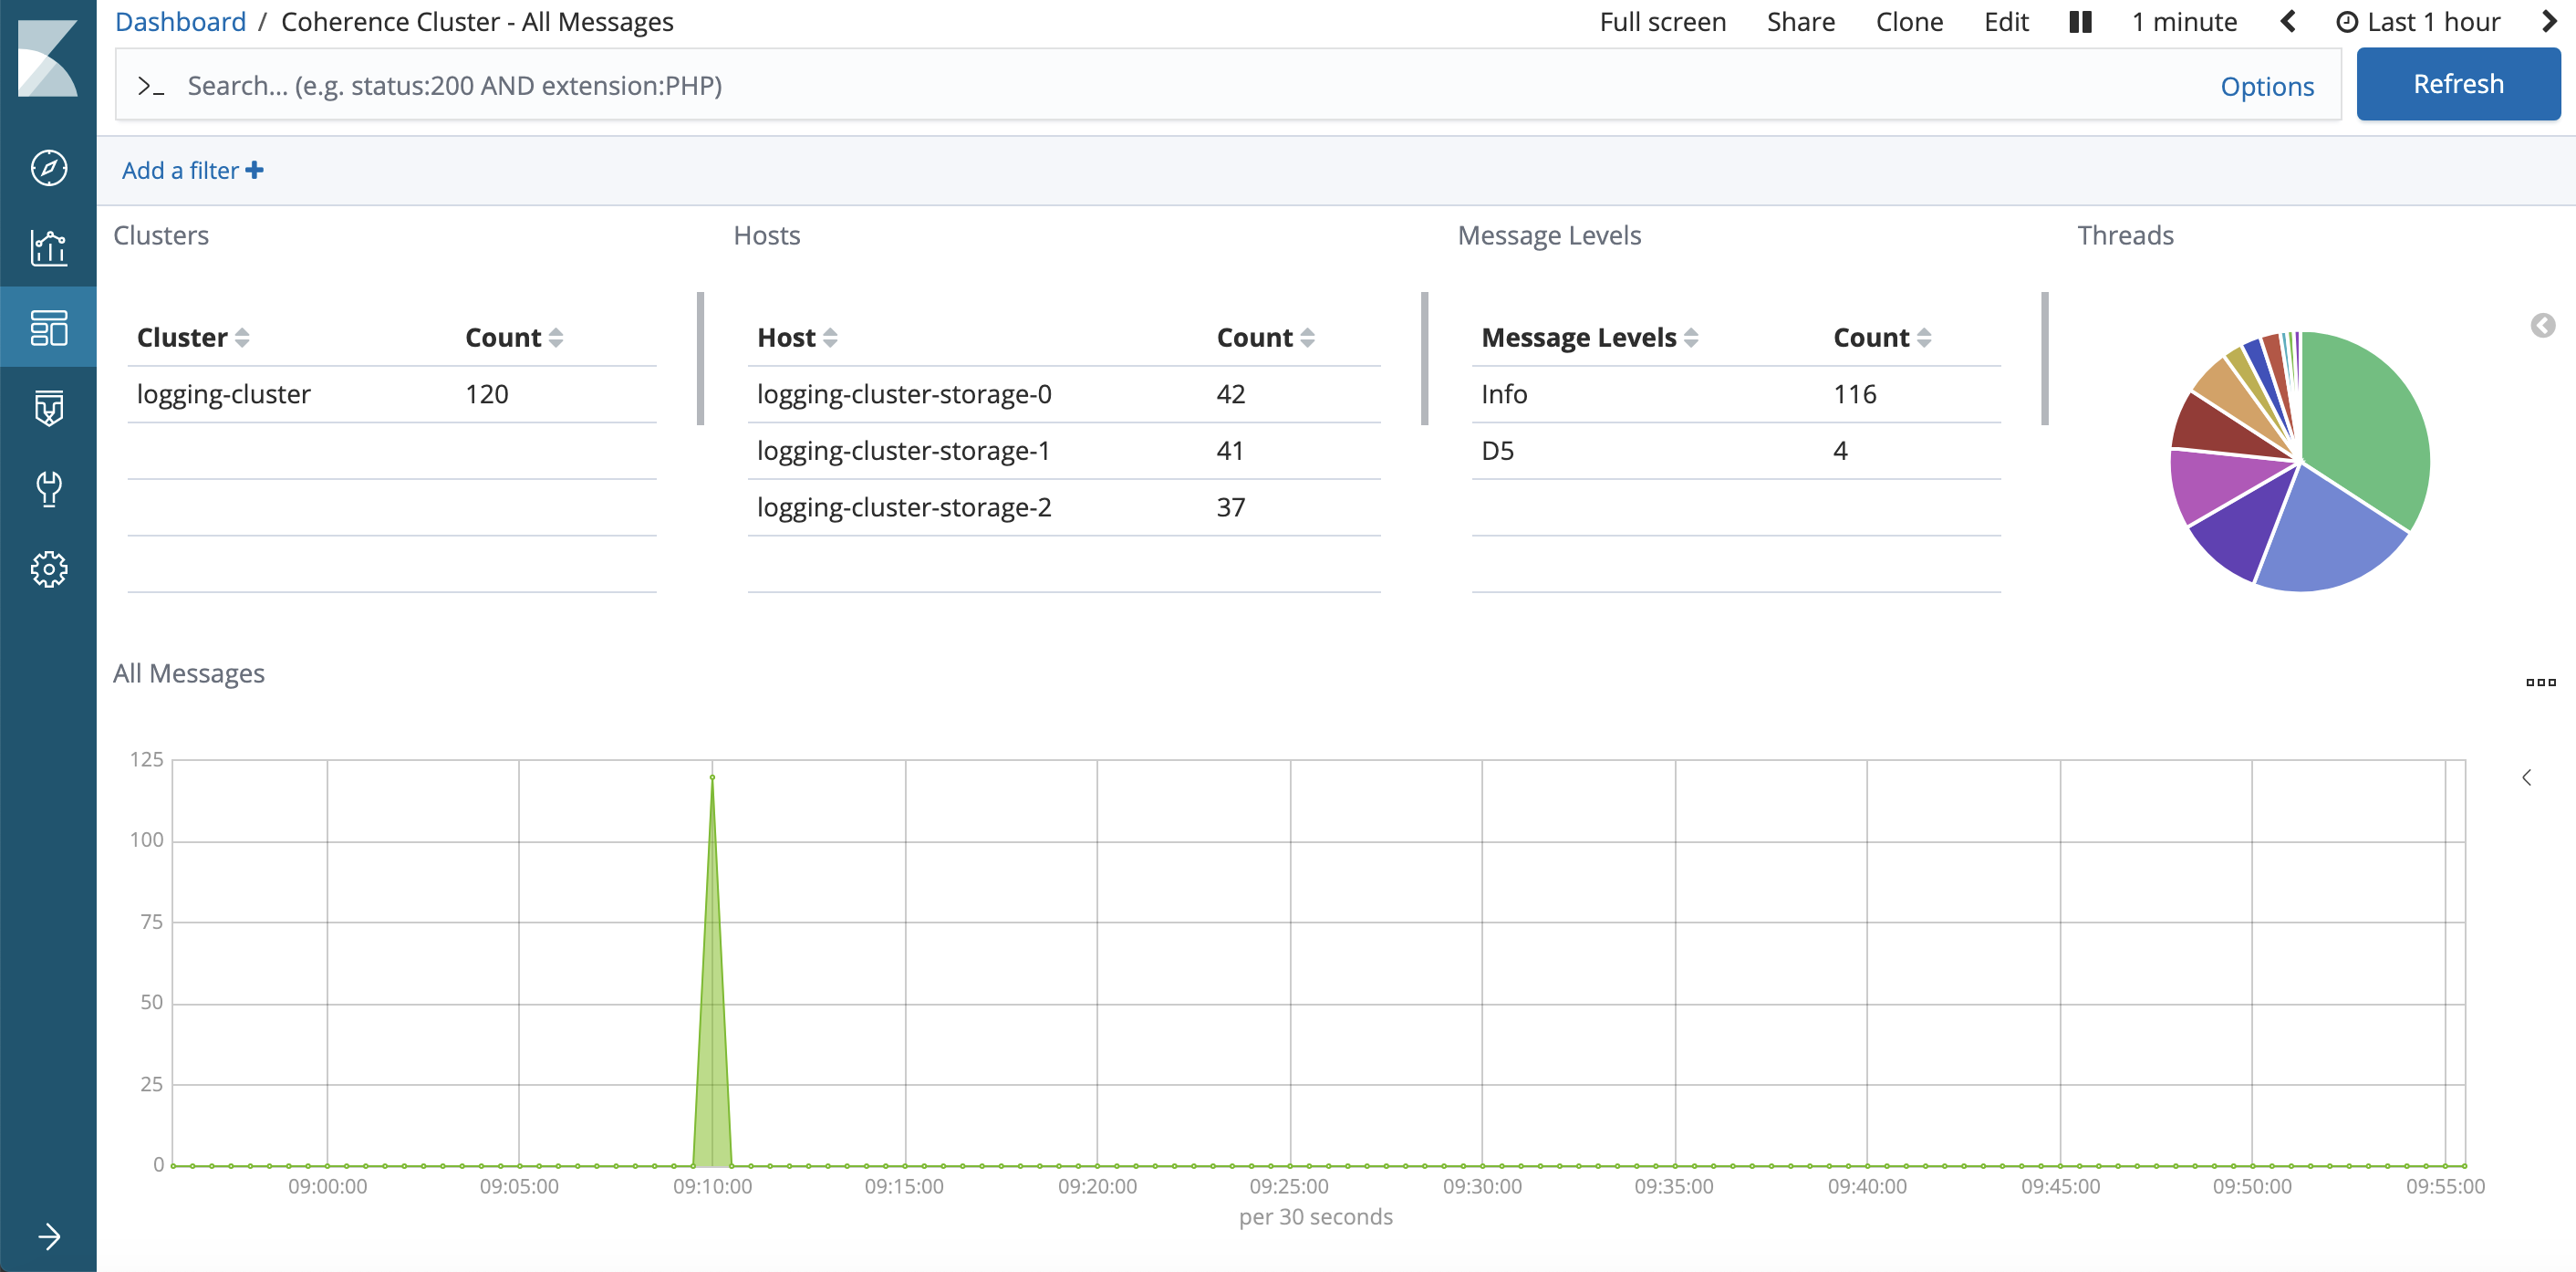 Dashboard / Coherence Cluster - All Messages
Full screen Share Clone Edit 1 minute Last 1 hour
>_ Search... (e.g. status:200 AND extension:PHP) Options Refresh
Add a filter +
Clusters Hosts Message Levels Threads
Cluster Count Host Count Message Levels Count
logging-cluster 120 logging-cluster-storage-0 42 Info 116
logging-cluster-storage-1 41 D5 4
logging-cluster-storage-2 37
All Messages
125
100
75
50
25
0
09:00:00 09:05:00 09:10:00 09:15:00 09:20:00 09:25:00 09:30:00 09:35:00 09:40:00 09:45:00 09:50:00 09:55:00
per 30 seconds